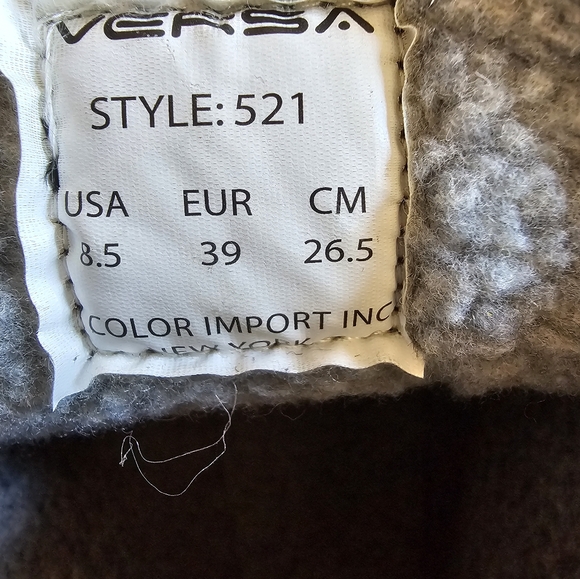 VERSA
STYLE: 521
USA EUR CM
8.5 39 26.5
COLOR IMPORT INC
NEW YORK